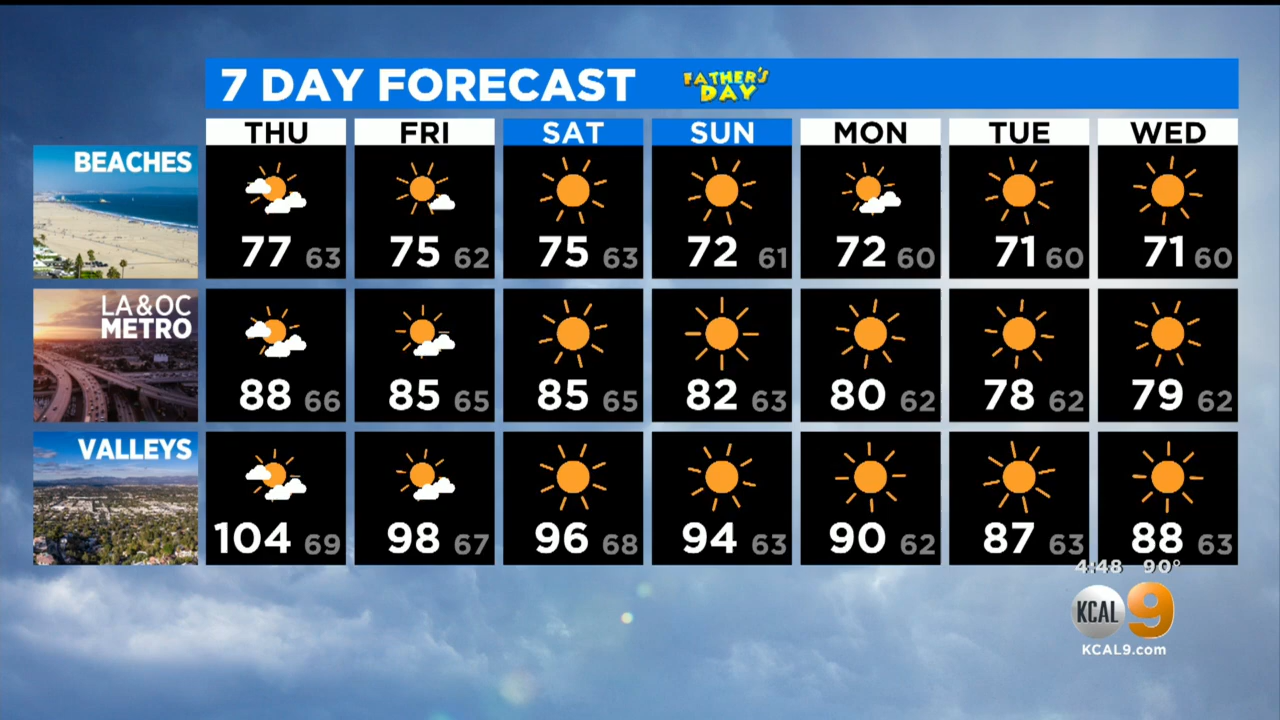 7 DAY FORECAST FATHER'S DAY
THU FRI SAT SUN MON TUE WED
BEACHES
77 63 75 62 75 63 72 61 72 60 71 60 71 60
LA&OC
METRO
88 66 85 65 85 65 82 63 80 62 78 62 79 62
VALLEYS
104 69 98 67 96 68 94 63 90 62 87 63 88 63
4:48 90°
KCAL 9
KCAL9.com